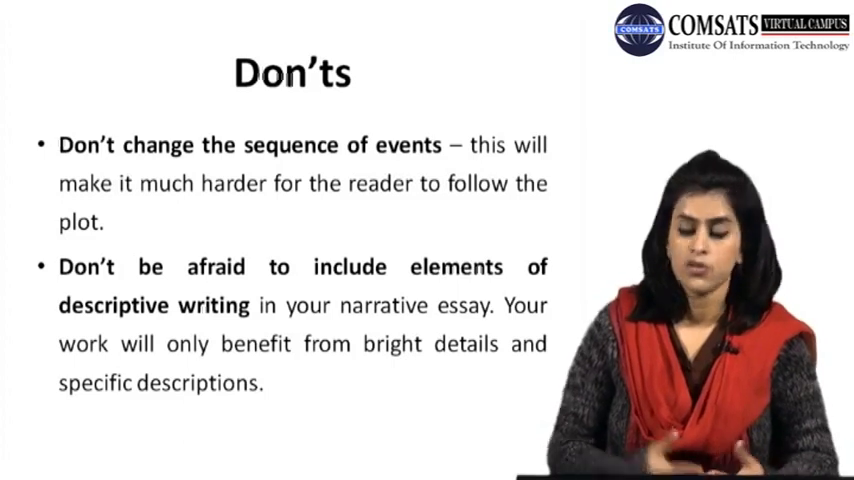 COMSATS VIRTUAL CAMPUS
COMSATS
Institute Of Information Technology
Don'ts
• Don't change the sequence of events – this will
make it much harder for the reader to follow the
plot.
• Don't be afraid to include elements of
descriptive writing in your narrative essay. Your
work will only benefit from bright details and
specific descriptions.